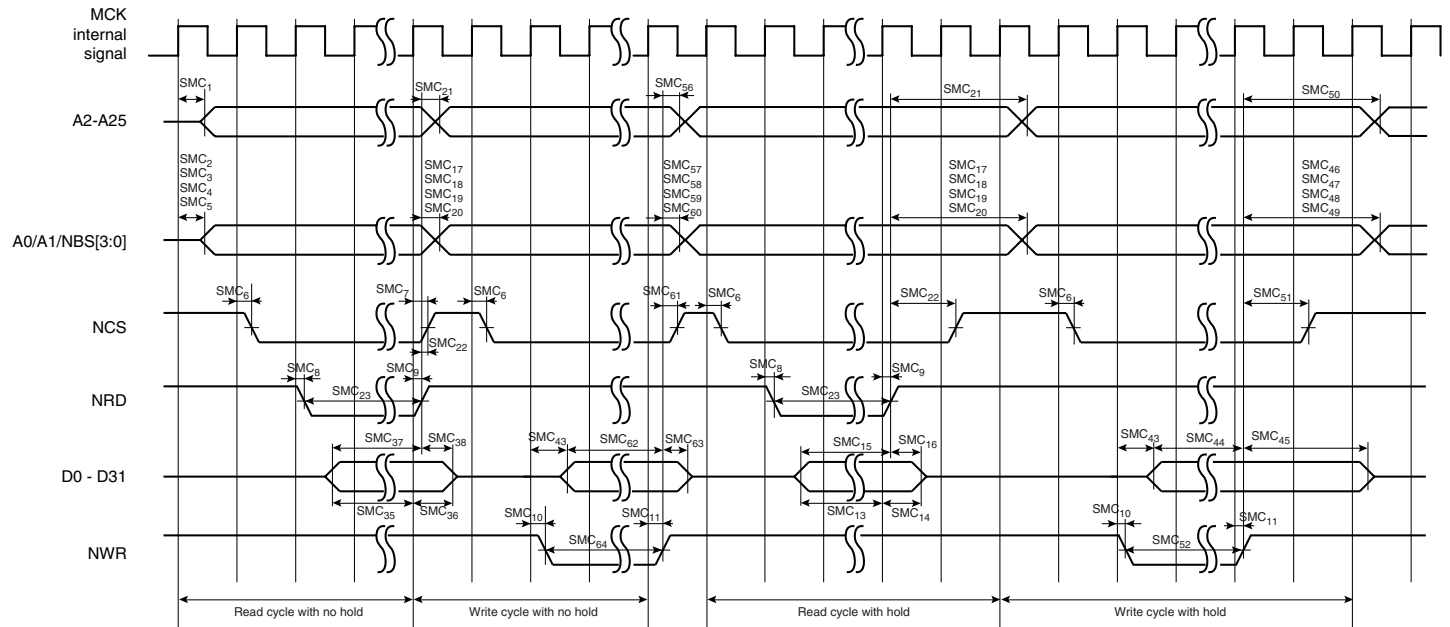 MCK
internal
signal
SMC1
SMC21
SMC56
SMC21
SMC50
A2-A25
SMC2
SMC3
SMC4
SMC5
SMC17
SMC18
SMC19
SMC20
SMC57
SMC58
SMC59
SMC60
SMC17
SMC18
SMC19
SMC20
SMC46
SMC47
SMC48
SMC49
A0/A1/NBS[3:0]
SMC6
SMC7
SMC6
SMC61
SMC6
SMC22
SMC6
SMC51
NCS
SMC22
SMC8
SMC9
SMC8
SMC9
SMC23
SMC23
NRD
SMC37
SMC38
SMC43
SMC62
SMC63
SMC15
SMC16
SMC43
SMC44
SMC45
D0 - D31
SMC35
SMC36
SMC13
SMC14
SMC10
SMC11
SMC10
SMC11
SMC64
SMC52
NWR
Read cycle with no hold
Write cycle with no hold
Read cycle with hold
Write cycle with hold